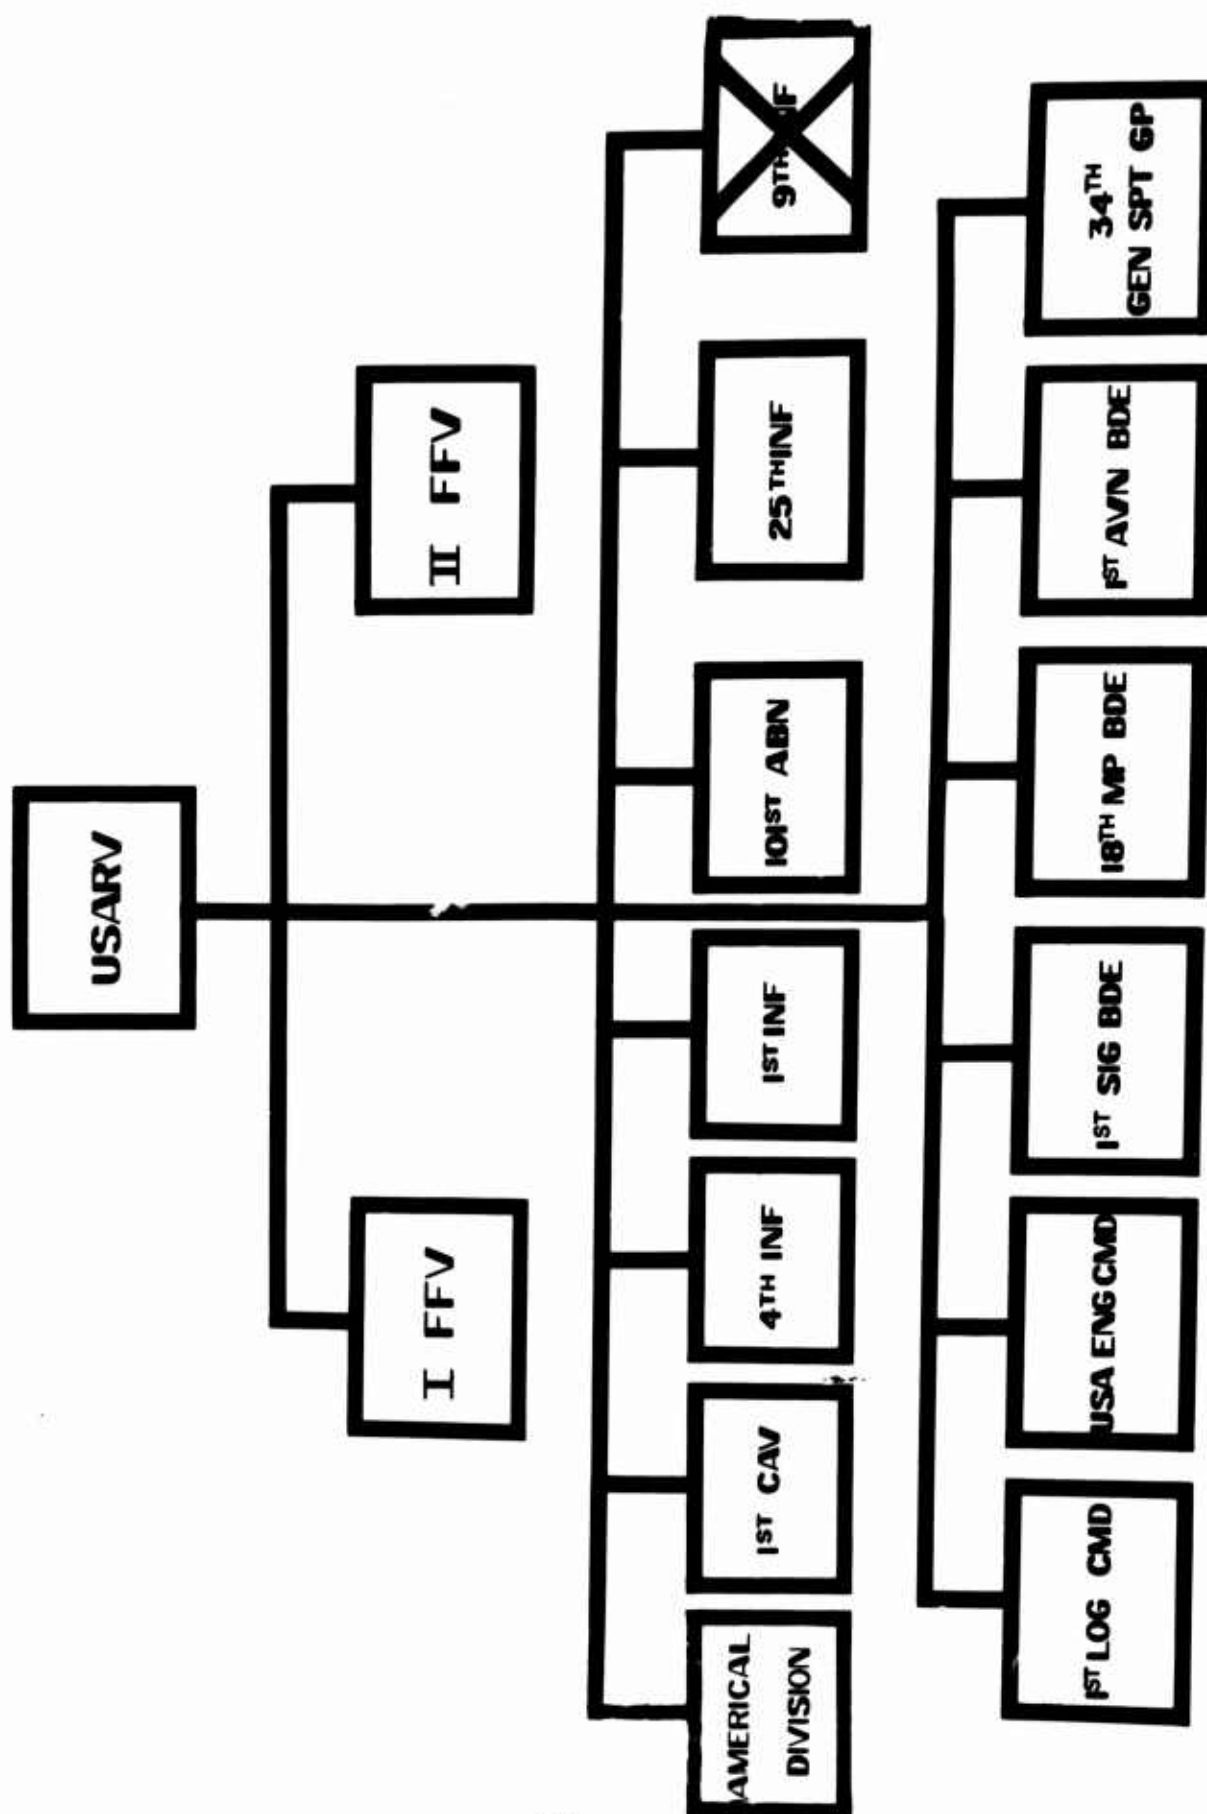 USARV
I FFV
II FFV
AMERICAL
DIVISION
1ST CAV
4TH INF
1ST INF
101ST ABN
25TH INF
9TH
1ST LOG CMD
USA ENG CMD
1ST SIG BDE
18TH MP BDE
1ST AVN BDE
34TH
GEN SPT GP